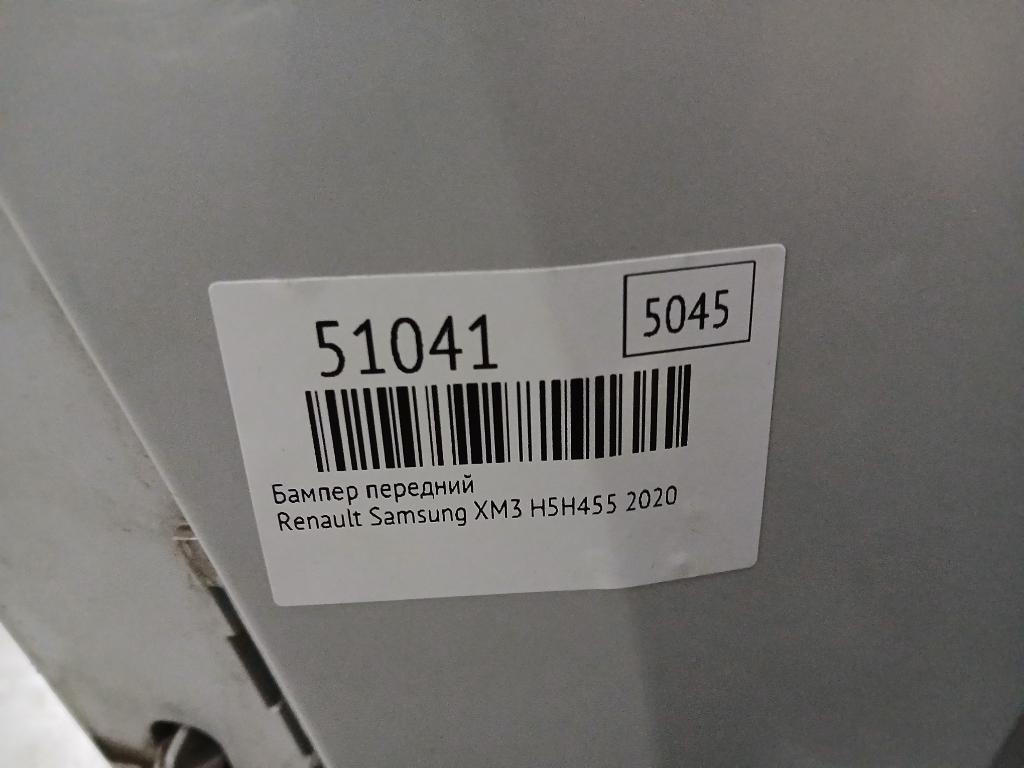 5045
51041
Бампер передний
Renault Samsung XM3 H5H455 2020